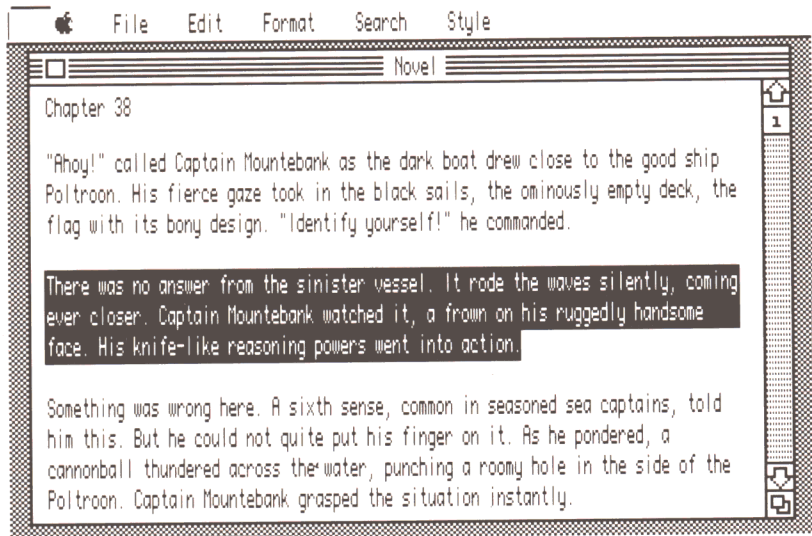 File Edit Format Search Style
Novel
Chapter 38
1
"Ahoy!" called Captain Mountebank as the dark boat drew close to the good ship
Poltroon. His fierce gaze took in the black sails, the ominously empty deck, the
flag with its bony design. "Identify yourself!" he commanded.
There was no answer from the sinister vessel. It rode the waves silently, coming
ever closer. Captain Mountebank watched it, a frown on his ruggedly handsome
face. His knife-like reasoning powers went into action.
Something was wrong here. A sixth sense, common in seasoned sea captains, told
him this. But he could not quite put his finger on it. As he pondered, a
cannonball thundered across the water, punching a roomy hole in the side of the
Poltroon. Captain Mountebank grasped the situation instantly.